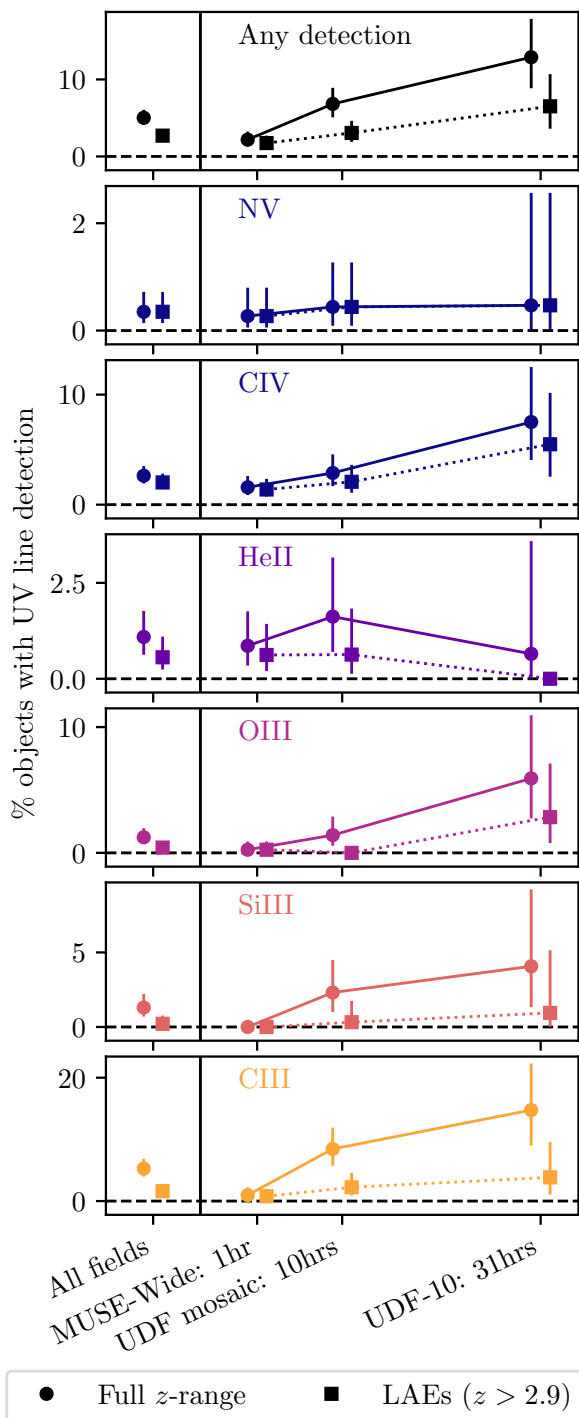 % objects with UV line detection
Any detection
10
0
NV
2
0
CIV
10
0
HeII
2.5
0.0
OIII
10
0
SiIII
5
0
CIII
20
0
All fields
MUSE-Wide: 1hr
UDF mosaic: 10hrs
UDF-10: 31hrs
Full z-range
LAEs (z > 2.9)